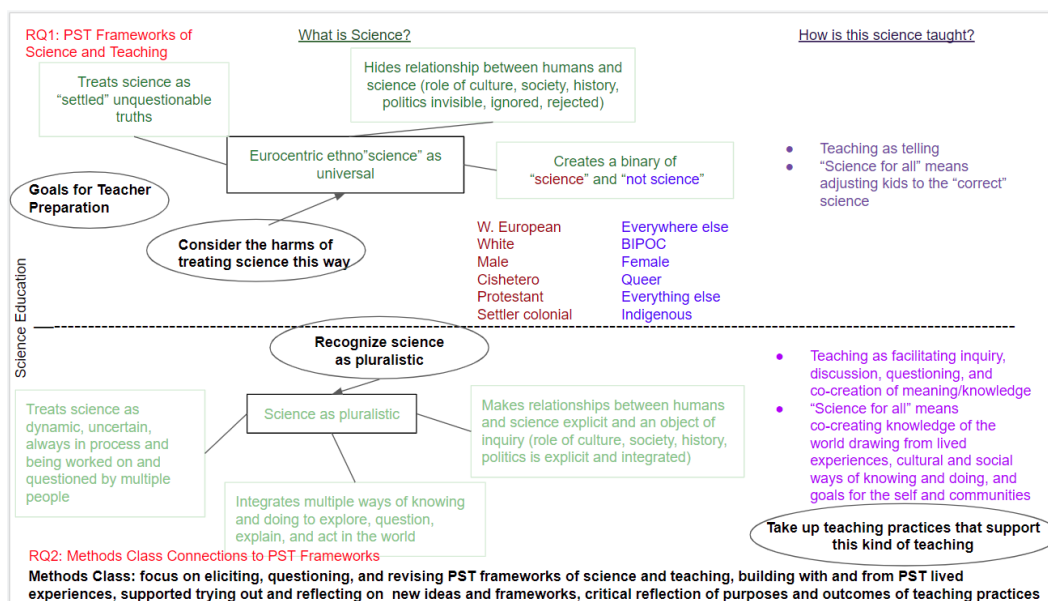 RQ1: PST Frameworks of
Science and Teaching
What is Science?
How is this science taught?
Treats science as
“settled” unquestionable
truths
Hides relationship between humans and
science (role of culture, society, history,
politics invisible, ignored, rejected)
Eurocentric ethno"science” as
universal
Creates a binary of
“science” and “not science”
● Teaching as telling
● “Science for all” means
adjusting kids to the “correct”
science
Goals for Teacher
Preparation
Consider the harms of
treating science this way
W. European
White
Male
Cishetero
Protestant
Settler colonial
Everywhere else
BIPOC
Female
Queer
Everything else
Indigenous
Science Education
Recognize science
as pluralistic
Science as pluralistic
Treats science as
dynamic, uncertain,
always in process and
being worked on and
questioned by multiple
people
Integrates multiple ways of knowing
and doing to explore, question,
explain, and act in the world
Makes relationships between humans
and science explicit and an object of
inquiry (role of culture, society, history,
politics is explicit and integrated)
● Teaching as facilitating inquiry,
discussion, questioning, and
co-creation of meaning/knowledge
● “Science for all” means
co-creating knowledge of the
world drawing from lived
experiences, cultural and social
ways of knowing and doing, and
goals for the self and communities
Take up teaching practices that support
this kind of teaching
RQ2: Methods Class Connections to PST Frameworks
Methods Class: focus on eliciting, questioning, and revising PST frameworks of science and teaching, building with and from PST lived
experiences, supported trying out and reflecting on new ideas and frameworks, critical reflection of purposes and outcomes of teaching practices